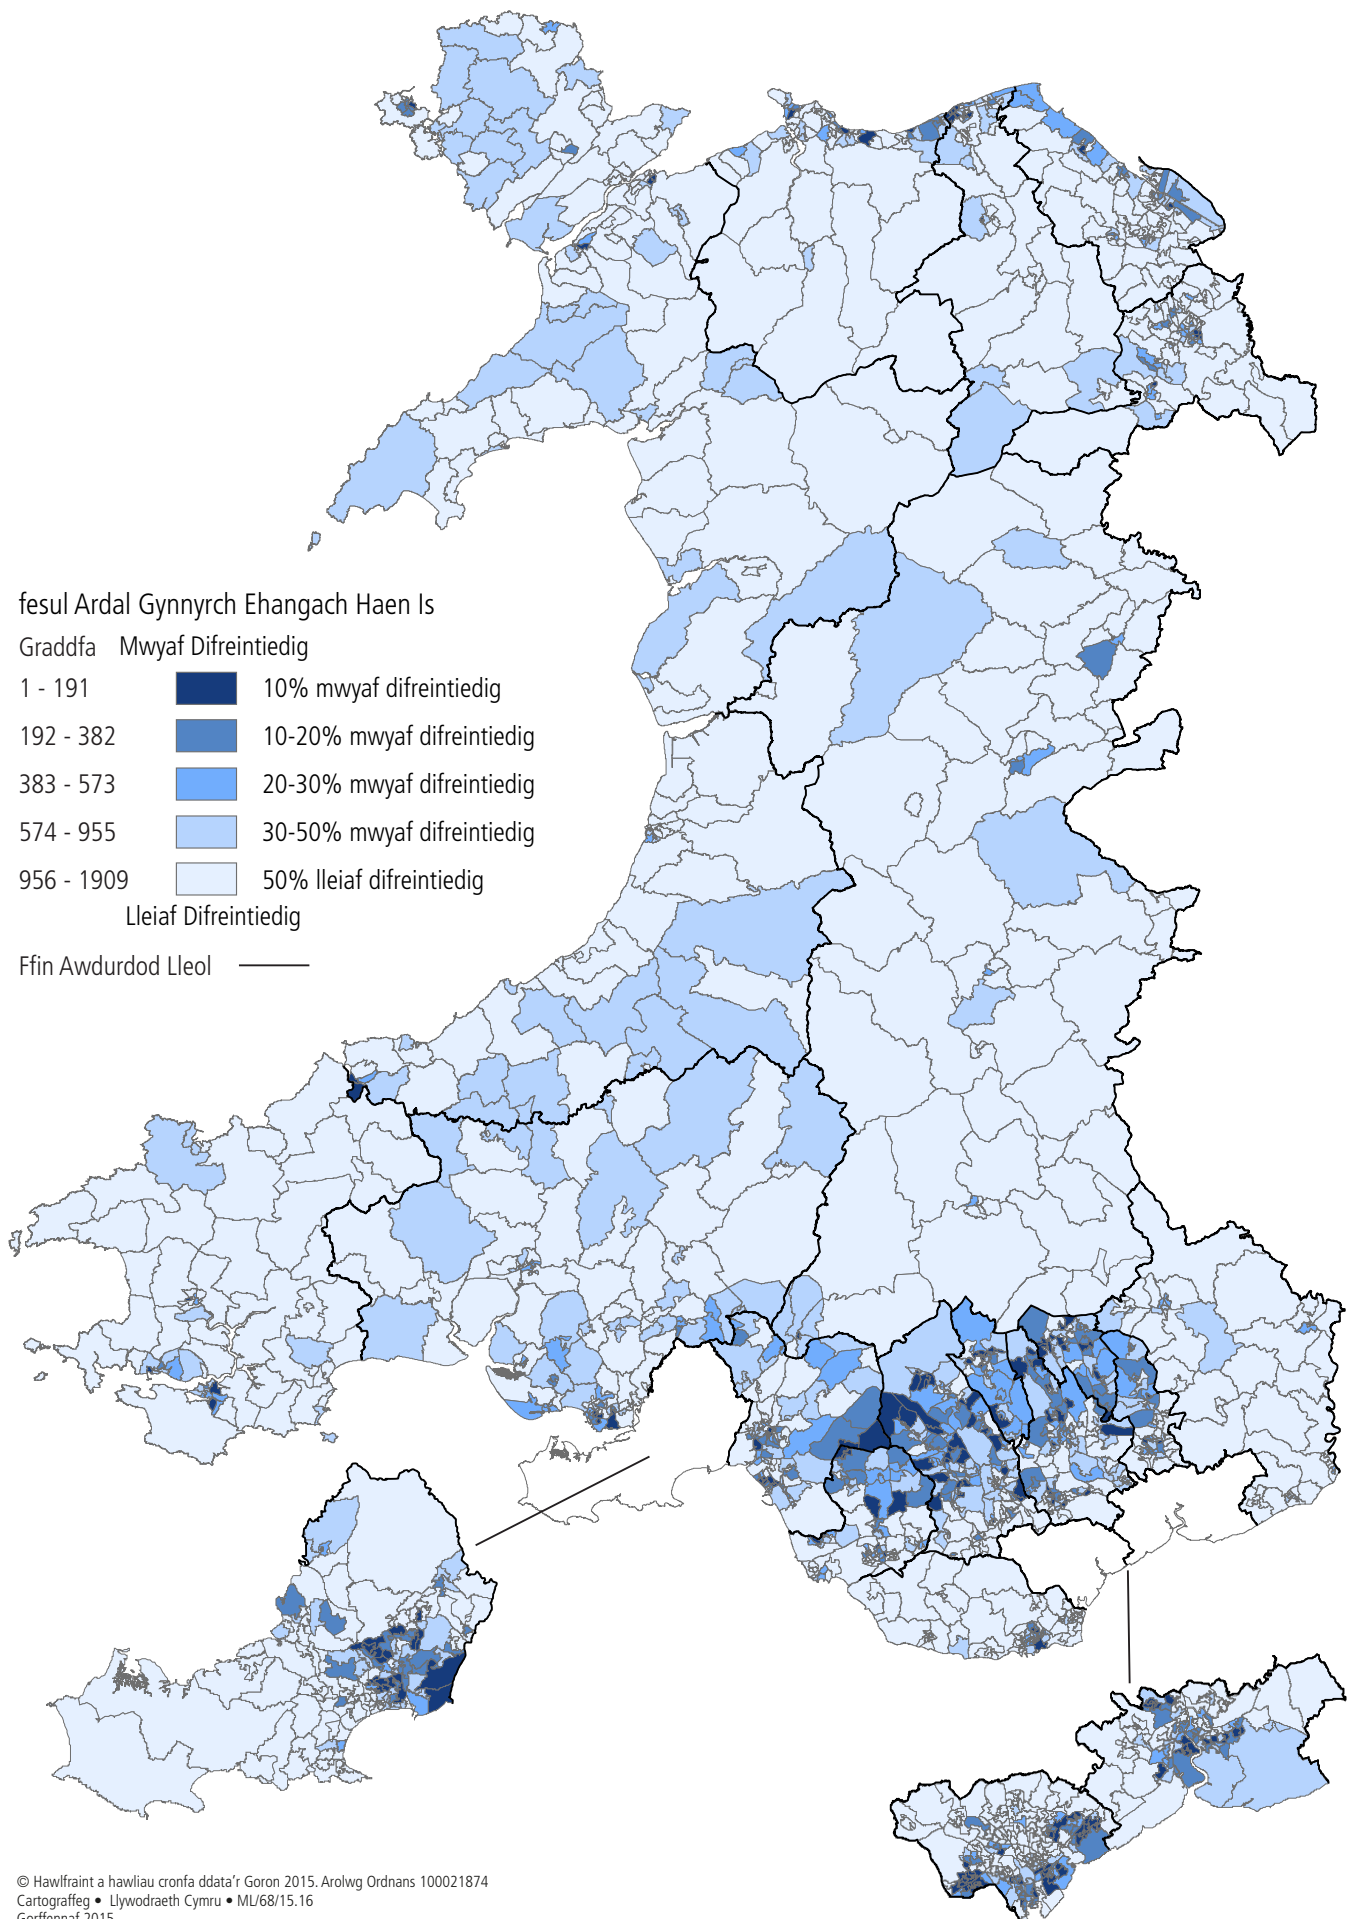 fesul Ardal Gynnyrch Ehangach Haen Is
Graddfa Mwyaf Difreintiedig
1 - 191 10% mwyaf difreintiedig
192 - 382 10-20% mwyaf difreintiedig
383 - 573 20-30% mwyaf difreintiedig
574 - 955 30-50% mwyaf difreintiedig
956 - 1909 50% lleiaf difreintiedig
Lleiaf Difreintiedig
Ffin Awdurdod Lleol
© Hawlfraint a hawliau cronfa ddata’r Goron 2015. Arolwg Ordnans 100021874
Cartograffeg • Llywodraeth Cymru • ML/68/15.16
Gorffennaf 2015